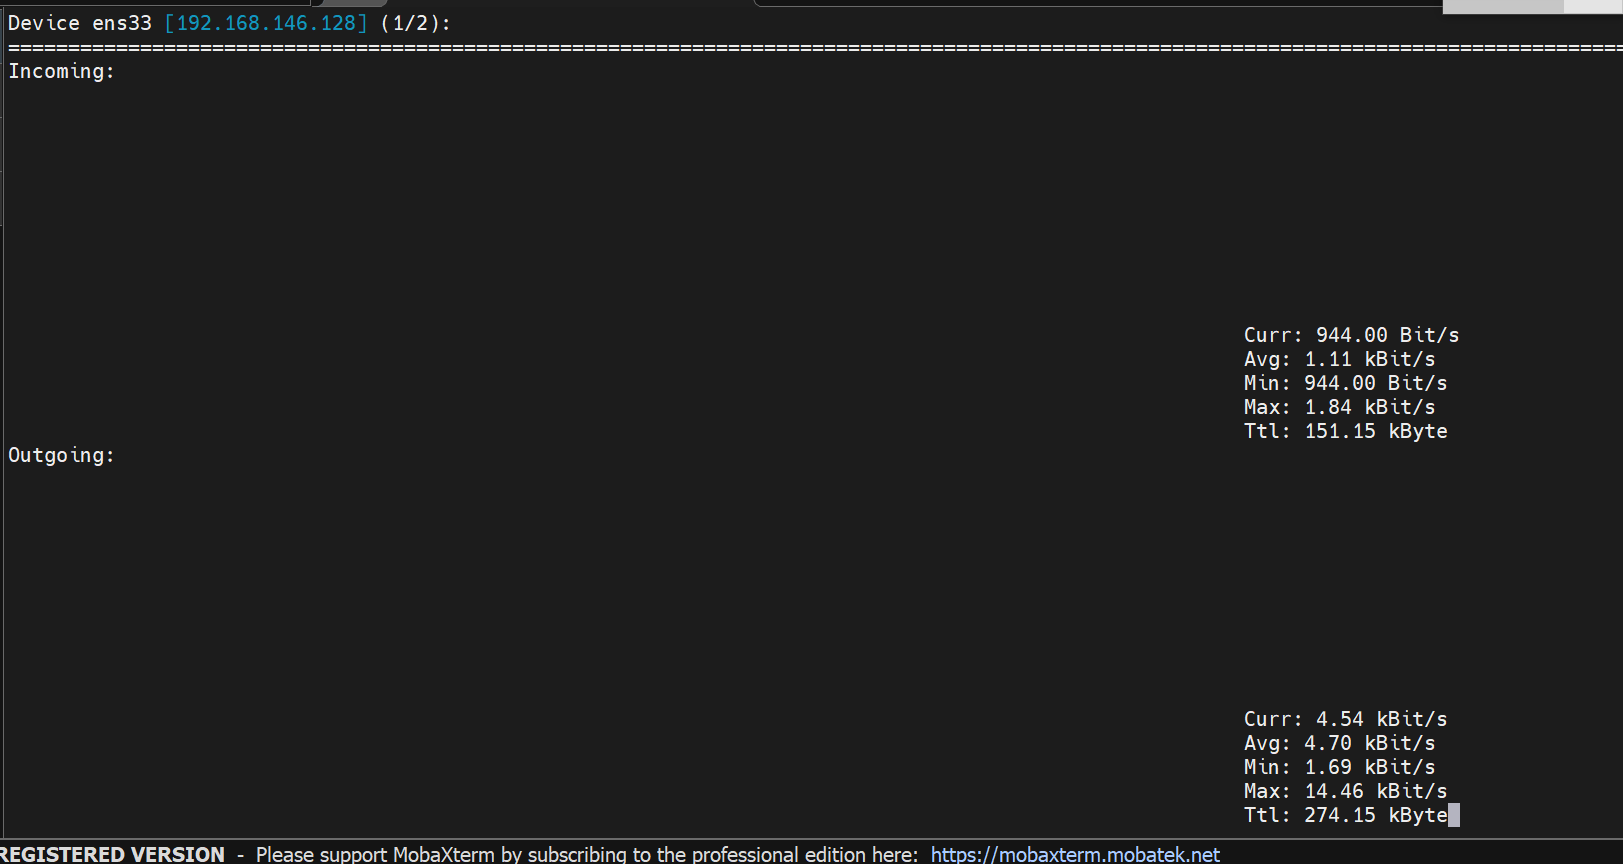 Device ens33 [192.168.146.128] (1/2):
=======================================================================================================================================
Incoming:
Curr: 944.00 Bit/s
Avg: 1.11 kBit/s
Min: 944.00 Bit/s
Max: 1.84 kBit/s
Ttl: 151.15 kByte
Outgoing:
Curr: 4.54 kBit/s
Avg: 4.70 kBit/s
Min: 1.69 kBit/s
Max: 14.46 kBit/s
Ttl: 274.15 kByte
REGISTERED VERSION - Please support MobaXterm by subscribing to the professional edition here: https://mobaxterm.mobatek.net